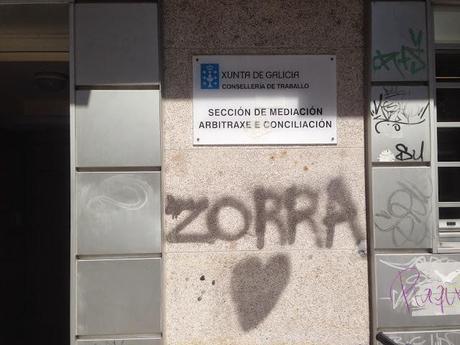 XUNTA DE GALICIA
CONSELLERÍA DE TRABALLO
SECCIÓN DE MEDIACIÓN
ARBITRAXE E CONCILIACIÓN
ZORRA